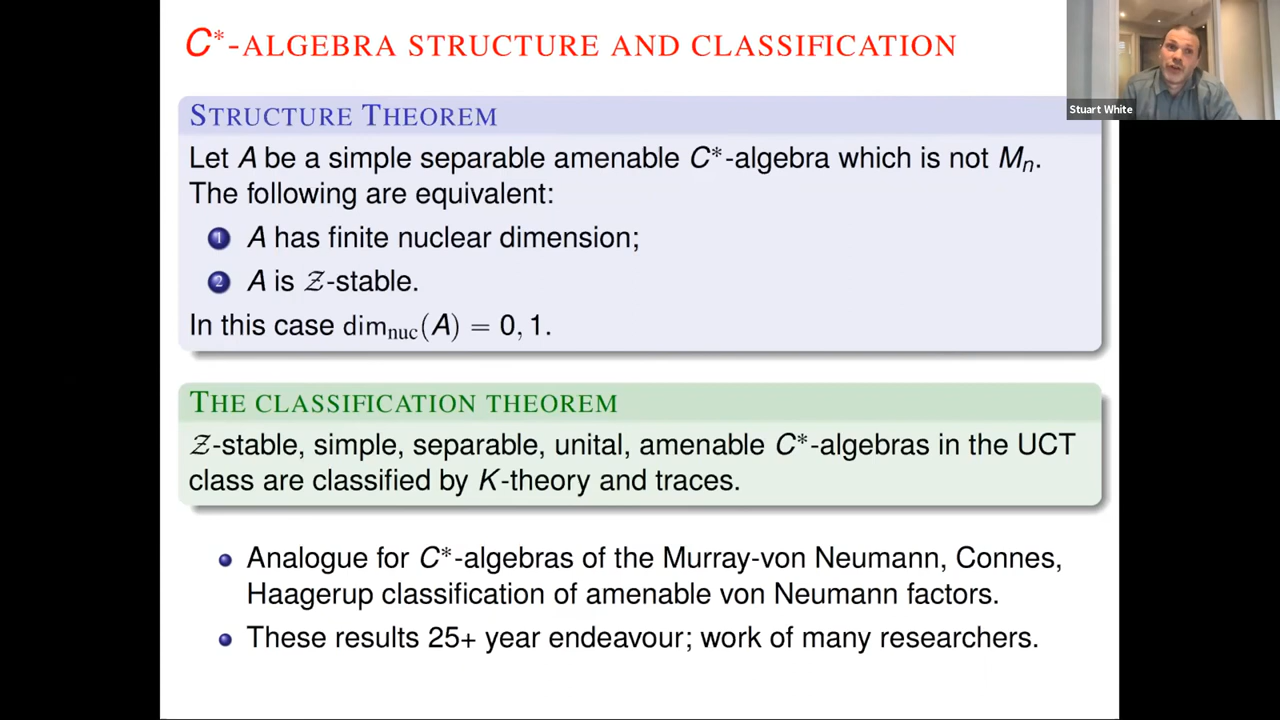 C*-ALGEBRA STRUCTURE AND CLASSIFICATION
Stuart White
STRUCTURE THEOREM
Let A be a simple separable amenable C*-algebra which is not Mₙ.
The following are equivalent:
1 A has finite nuclear dimension;
2 A is 𝒵-stable.
In this case dim_nuc(A) = 0, 1.
THE CLASSIFICATION THEOREM
𝒵-stable, simple, separable, unital, amenable C*-algebras in the UCT
class are classified by K-theory and traces.
Analogue for C*-algebras of the Murray-von Neumann, Connes,
Haagerup classification of amenable von Neumann factors.
These results 25+ year endeavour; work of many researchers.